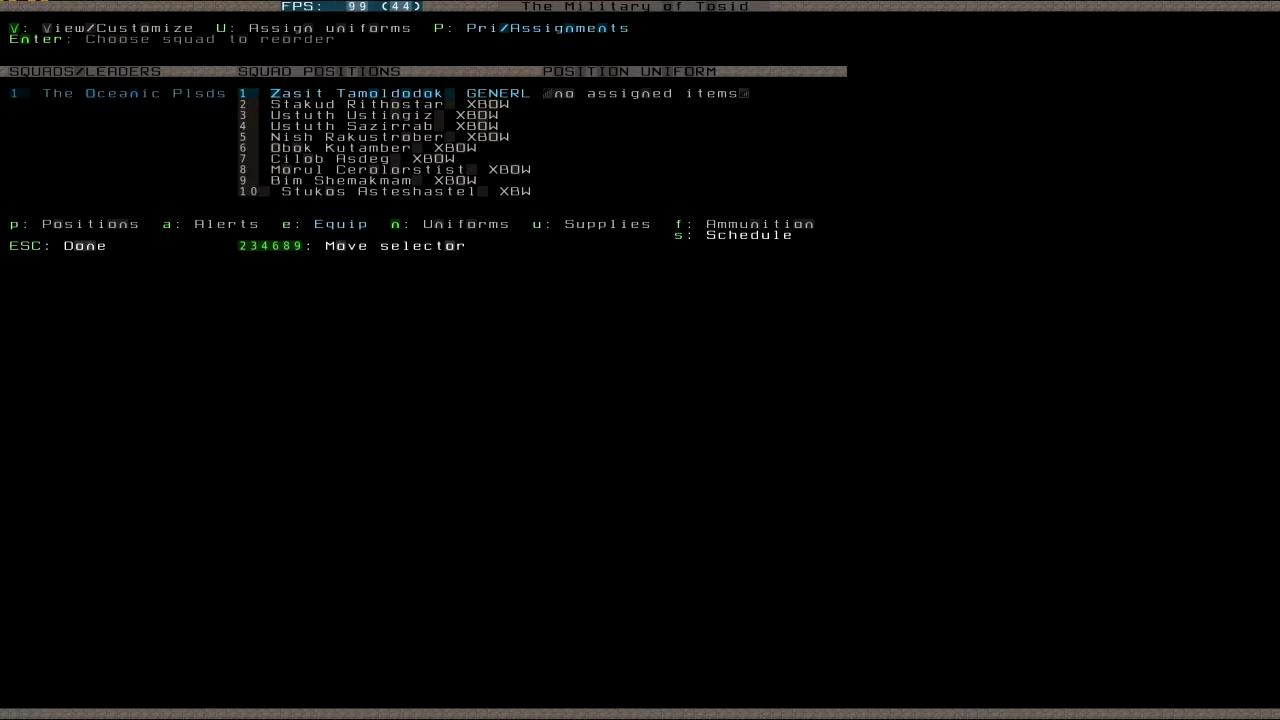 FPS: 99 (44) The Military of Tosid
V: View/Customize U: Assign uniforms P: Pri/Assignments
Enter: Choose squad to reorder
SQUADS/LEADERS SQUAD POSITIONS POSITION UNIFORM
1 The Oceanic Plsds 1 Zasit Tamoldodok GENERL no assigned items
2 Stakud Rithostar XBOW
3 Ustuth Ustingiz XBOW
4 Ustuth Sazirrab XBOW
5 Nish Rakustrober XBOW
6 Obok Kutamber XBOW
7 Cilob Asdeg XBOW
8 Morul Cerolorstist XBOW
9 Bim Shemakmam XBOW
10 Stukos Asteshastel XBW
p: Positions a: Alerts e: Equip n: Uniforms u: Supplies f: Ammunition
s: Schedule
ESC: Done 234689: Move selector